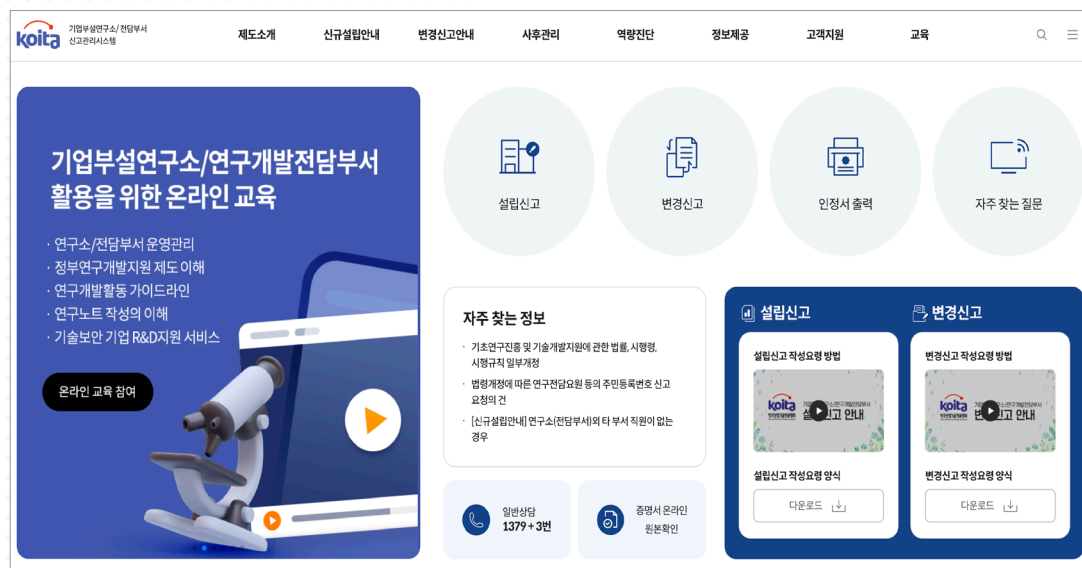 koita
기업부설연구소/전담부서
신고관리시스템
제도소개 신규설립안내 변경신고안내 사후관리 역량진단 정보제공 고객지원 교육
기업부설연구소/연구개발전담부서
활용을 위한 온라인 교육
· 연구소/전담부서 운영관리
· 정부연구개발지원 제도 이해
· 연구개발활동 가이드라인
· 연구노트 작성의 이해
· 기술보안 기업 R&D지원 서비스
온라인 교육 참여
설립신고
변경신고
인정서 출력
자주 찾는 질문
자주 찾는 정보
· 기초연구진흥 및 기술개발지원에 관한 법률, 시행령,
시행규칙 일부개정
· 법령개정에 따른 연구전담요원 등의 주민등록번호 신고
요청의 건
· [신규설립안내] 연구소(전담부서)외 타 부서 직원이 없는
경우
일반상담
1379 + 3번
증명서 온라인
원본확인
설립신고
설립신고 작성요령 방법
koita
설립신고 안내
설립신고 작성요령 양식
다운로드
변경신고
변경신고 작성요령 방법
koita
변경신고 안내
변경신고 작성요령 양식
다운로드